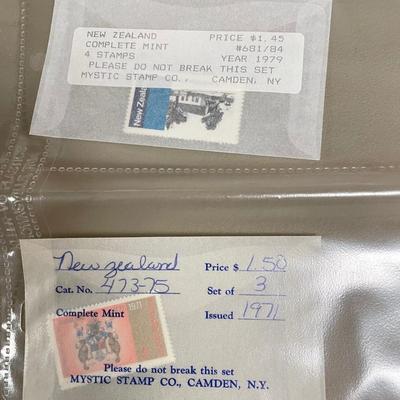 NEW ZEALAND PRICE $1.45
COMPLETE MINT #681/84
4 STAMPS YEAR 1979
PLEASE DO NOT BREAK THIS SET
MYSTIC STAMP CO., CAMDEN, NY
New Zeal
New zealand Price $ 1.50
Cat. No. 473-75 Set of 3
Complete Mint Issued 1971
1971
Please do not break this set
MYSTIC STAMP CO., CAMDEN, N.Y.